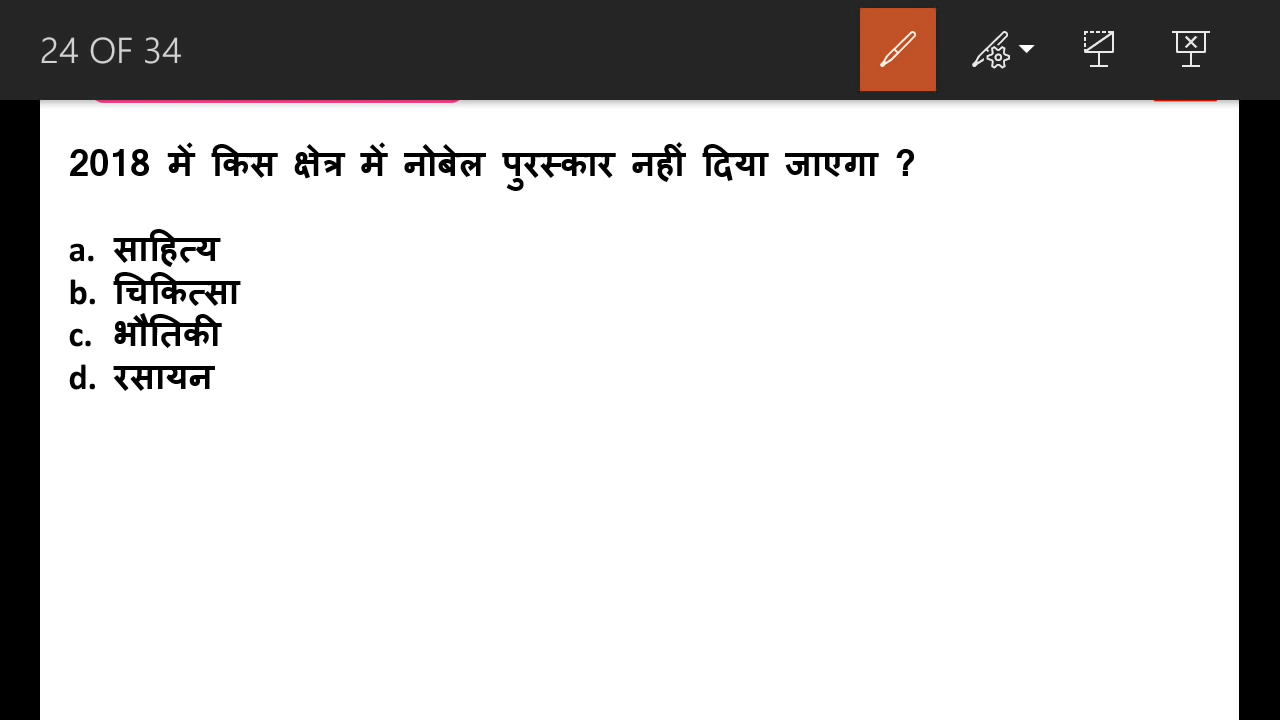 24 OF 34
2018 में किस क्षेत्र में नोबेल पुरस्कार नहीं दिया जाएगा ?
a. साहित्य
b. चिकित्सा
c. भौतिकी
d. रसायन